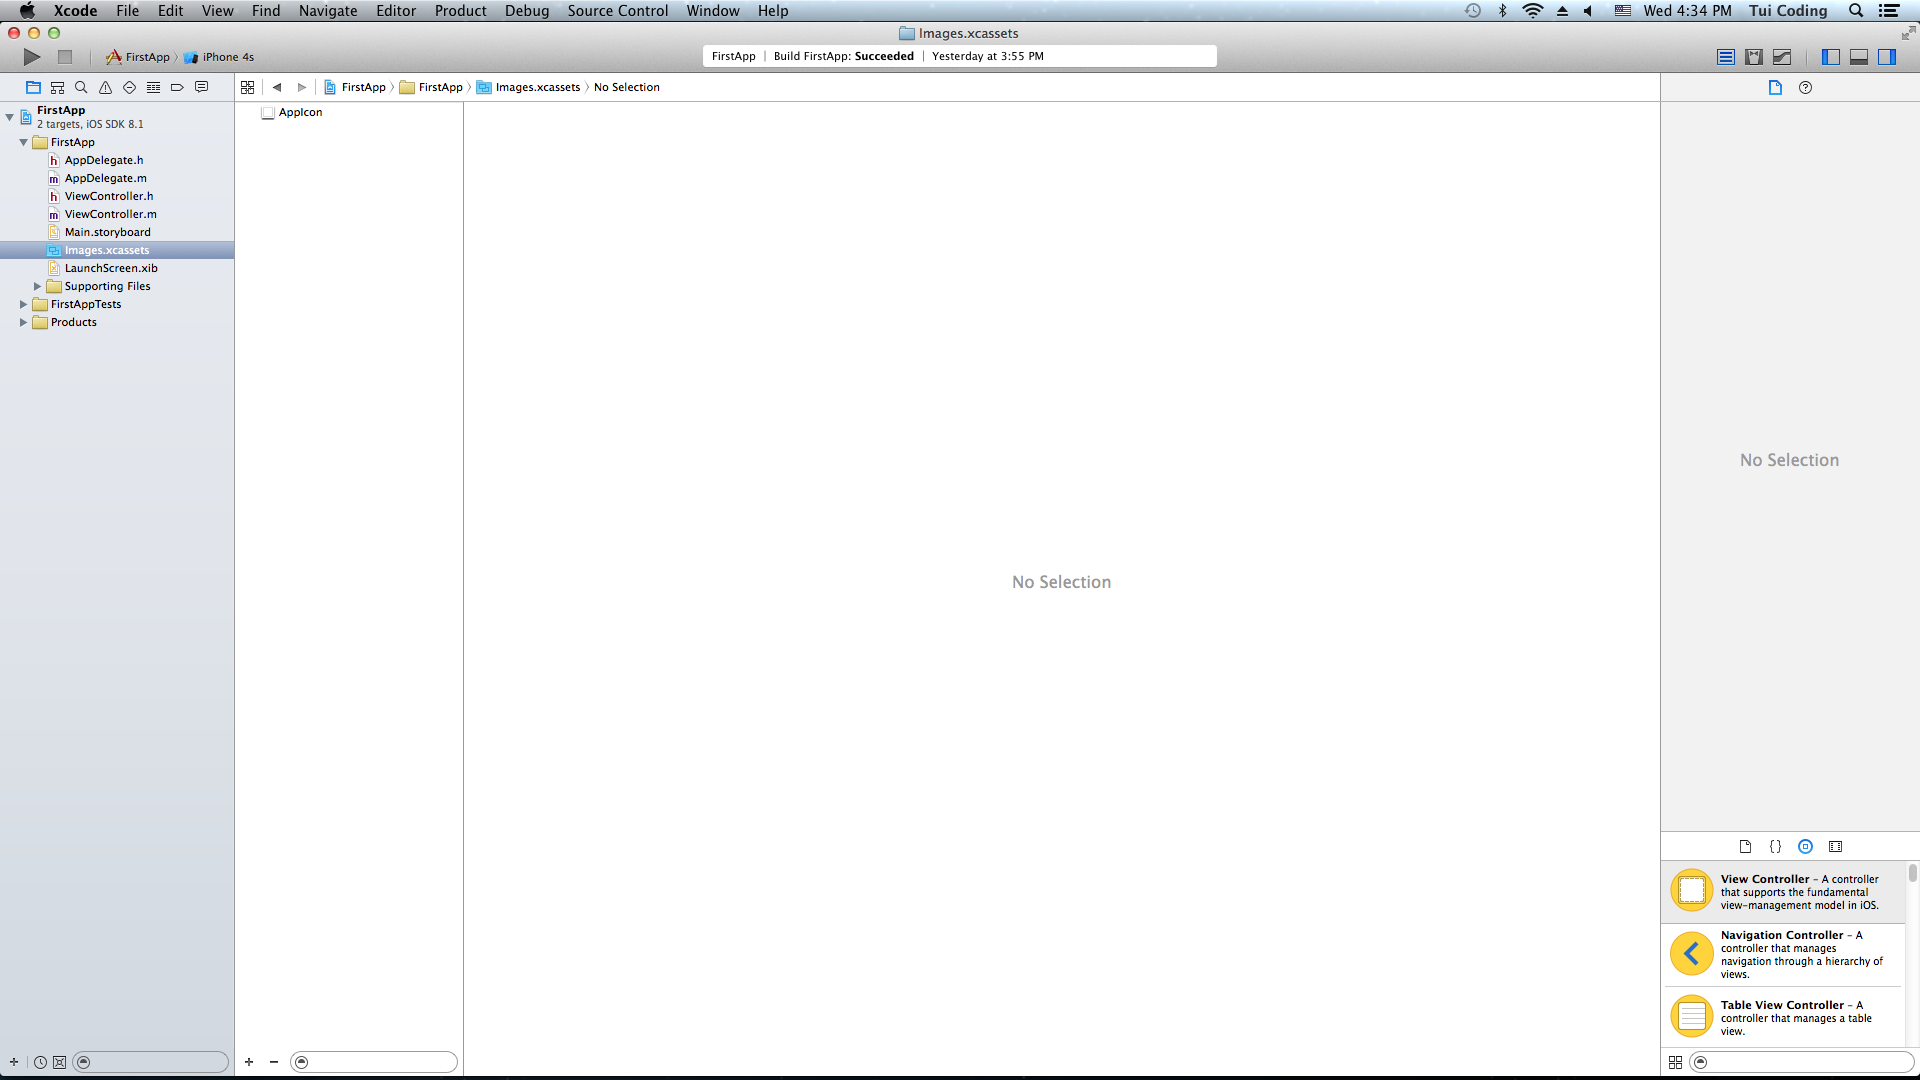 Xcode File Edit View Find Navigate Editor Product Debug Source Control Window Help Wed 4:34 PM Tui Coding
Images.xcassets
FirstApp iPhone 4s
FirstApp | Build FirstApp: Succeeded | Yesterday at 3:55 PM
FirstApp FirstApp Images.xcassets No Selection
FirstApp
2 targets, iOS SDK 8.1
FirstApp
h AppDelegate.h
m AppDelegate.m
h ViewController.h
m ViewController.m
Main.storyboard
Images.xcassets
LaunchScreen.xib
Supporting Files
FirstAppTests
Products
AppIcon
No Selection
No Selection
{}
View Controller – A controller
that supports the fundamental
view-management model in iOS.
Navigation Controller – A
controller that manages
navigation through a hierarchy of
views.
Table View Controller – A
controller that manages a table
view.